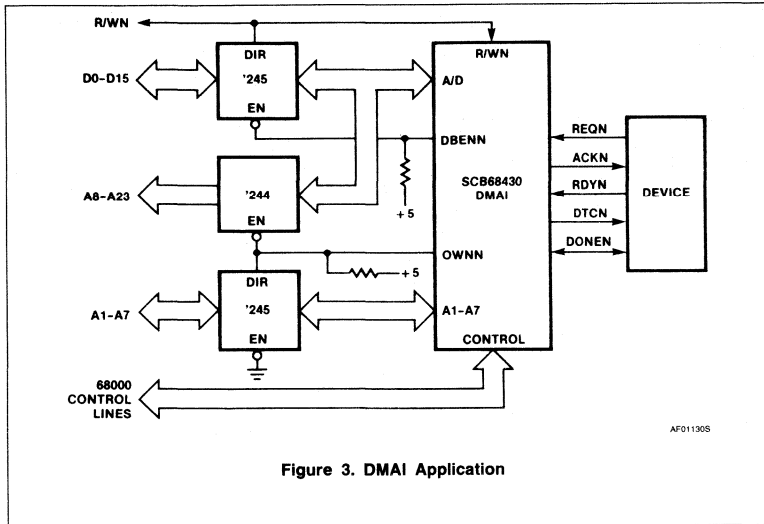 R/WN
DIR
'245
EN
D0–D15
R/WN
A/D
DBENN
SCB68430
DMAI
+5
A8–A23
'244
EN
OWNN
+5
DIR
'245
EN
A1–A7
A1–A7
CONTROL
68000
CONTROL
LINES
REQN
ACKN
RDYN
DTCN
DONEN
DEVICE
AF01130S
Figure 3. DMAI Application